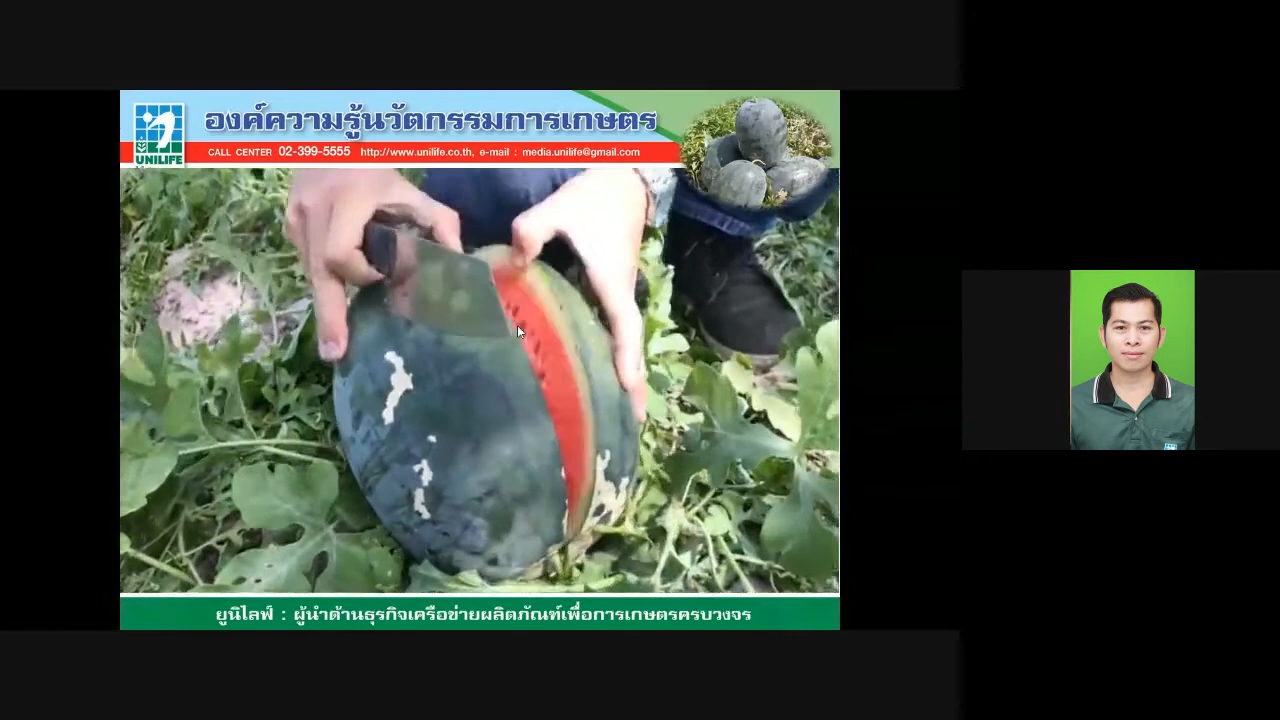 องค์ความรู้นวัตกรรมการเกษตร
UNILIFE
CALL CENTER 02-399-5555 http://www.unilife.co.th, e-mail : media.unilife@gmail.com
ยูนิไลฟ์ : ผู้นำด้านธุรกิจเครือข่ายผลิตภัณฑ์เพื่อการเกษตรครบวงจร